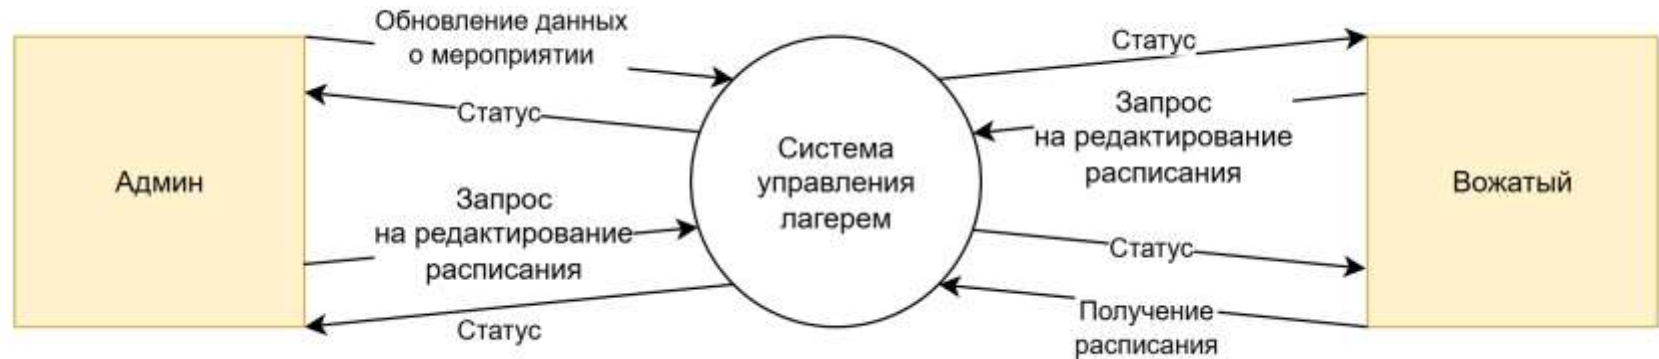 Обновление данных
о мероприятии
Статус
Админ
Запрос
на редактирование
расписания
Статус
Система
управления
лагерем
Статус
Запрос
на редактирование
расписания
Вожатый
Статус
Получение
расписания